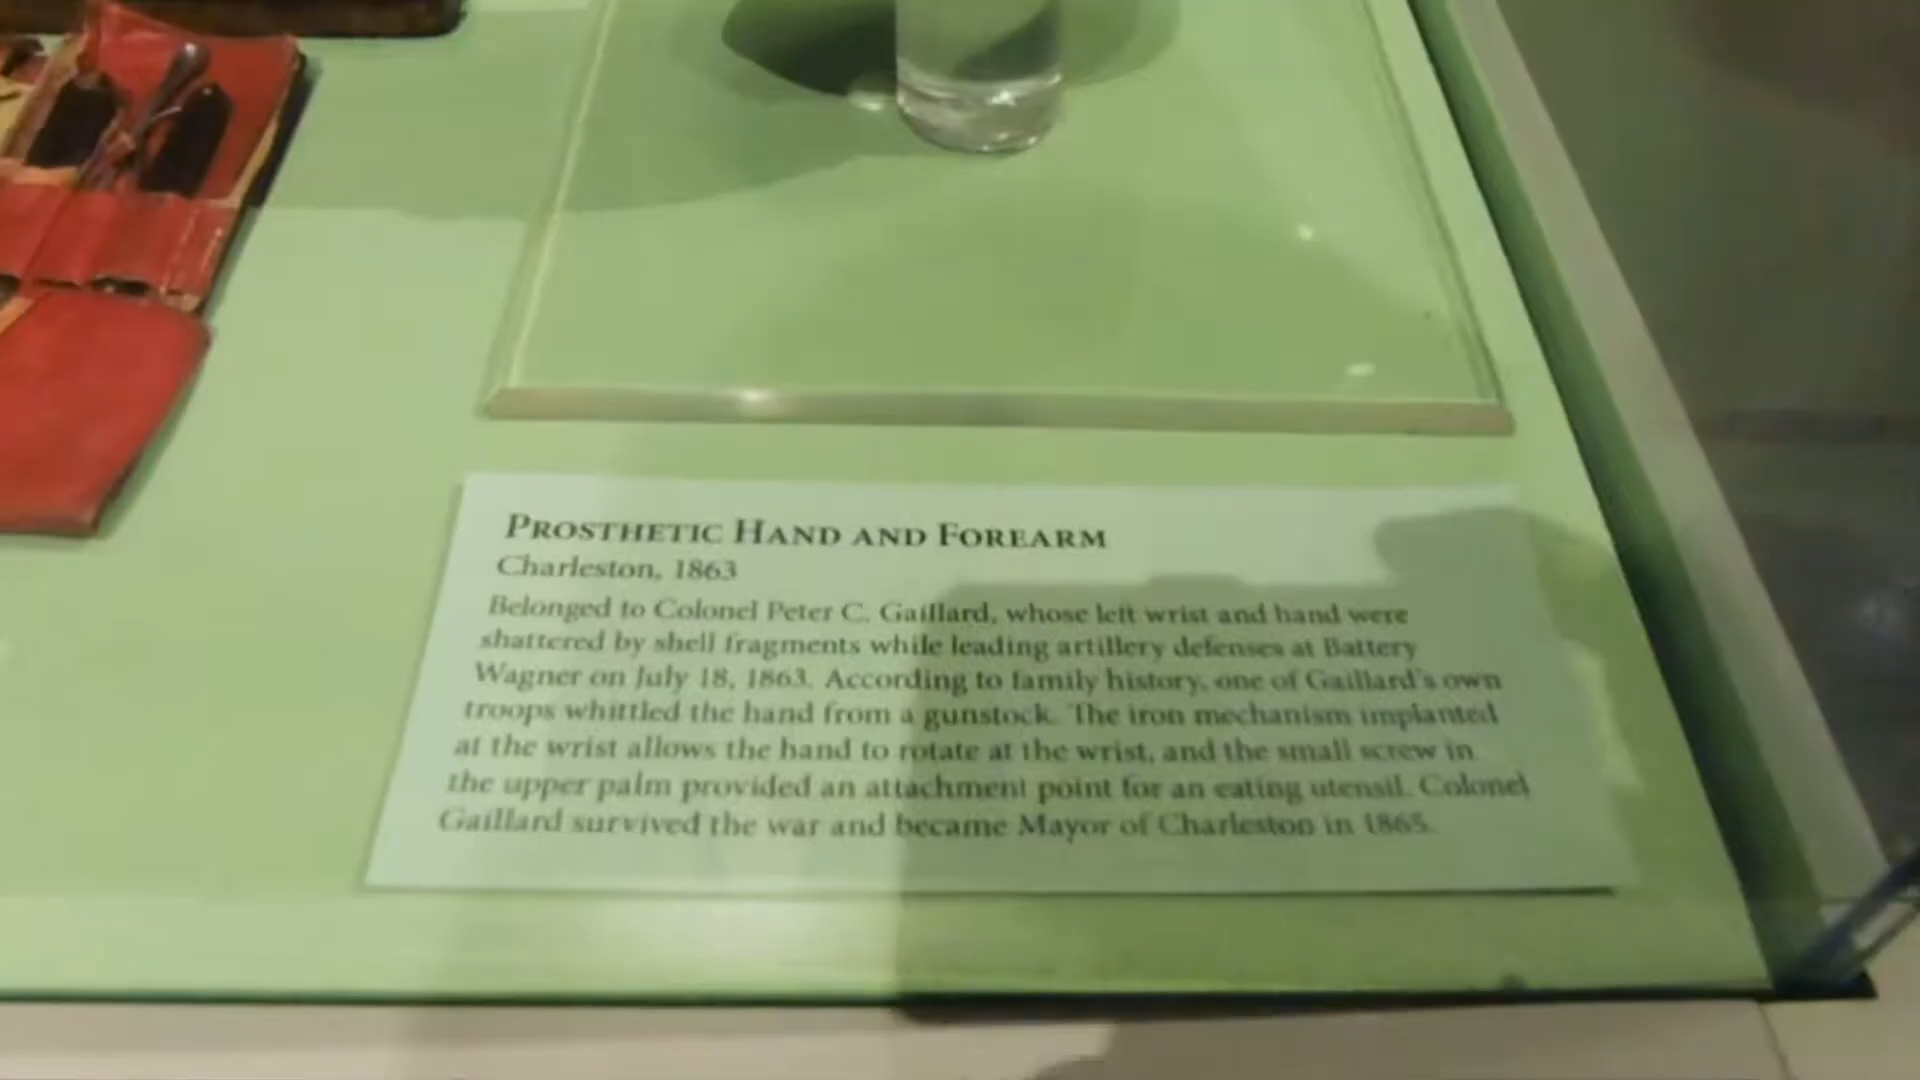 PROSTHETIC HAND AND FOREARM
Charleston, 1863
Belonged to Colonel Peter C. Gaillard, whose left wrist and hand were
shattered by shell fragments while leading artillery defenses at Battery
Wagner on July 18, 1863. According to family history, one of Gaillard's own
troops whittled the hand from a gunstock. The iron mechanism implanted
at the wrist allows the hand to rotate at the wrist, and the small screw in
the upper palm provided an attachment point for an eating utensil. Colonel
Gaillard survived the war and became Mayor of Charleston in 1865.